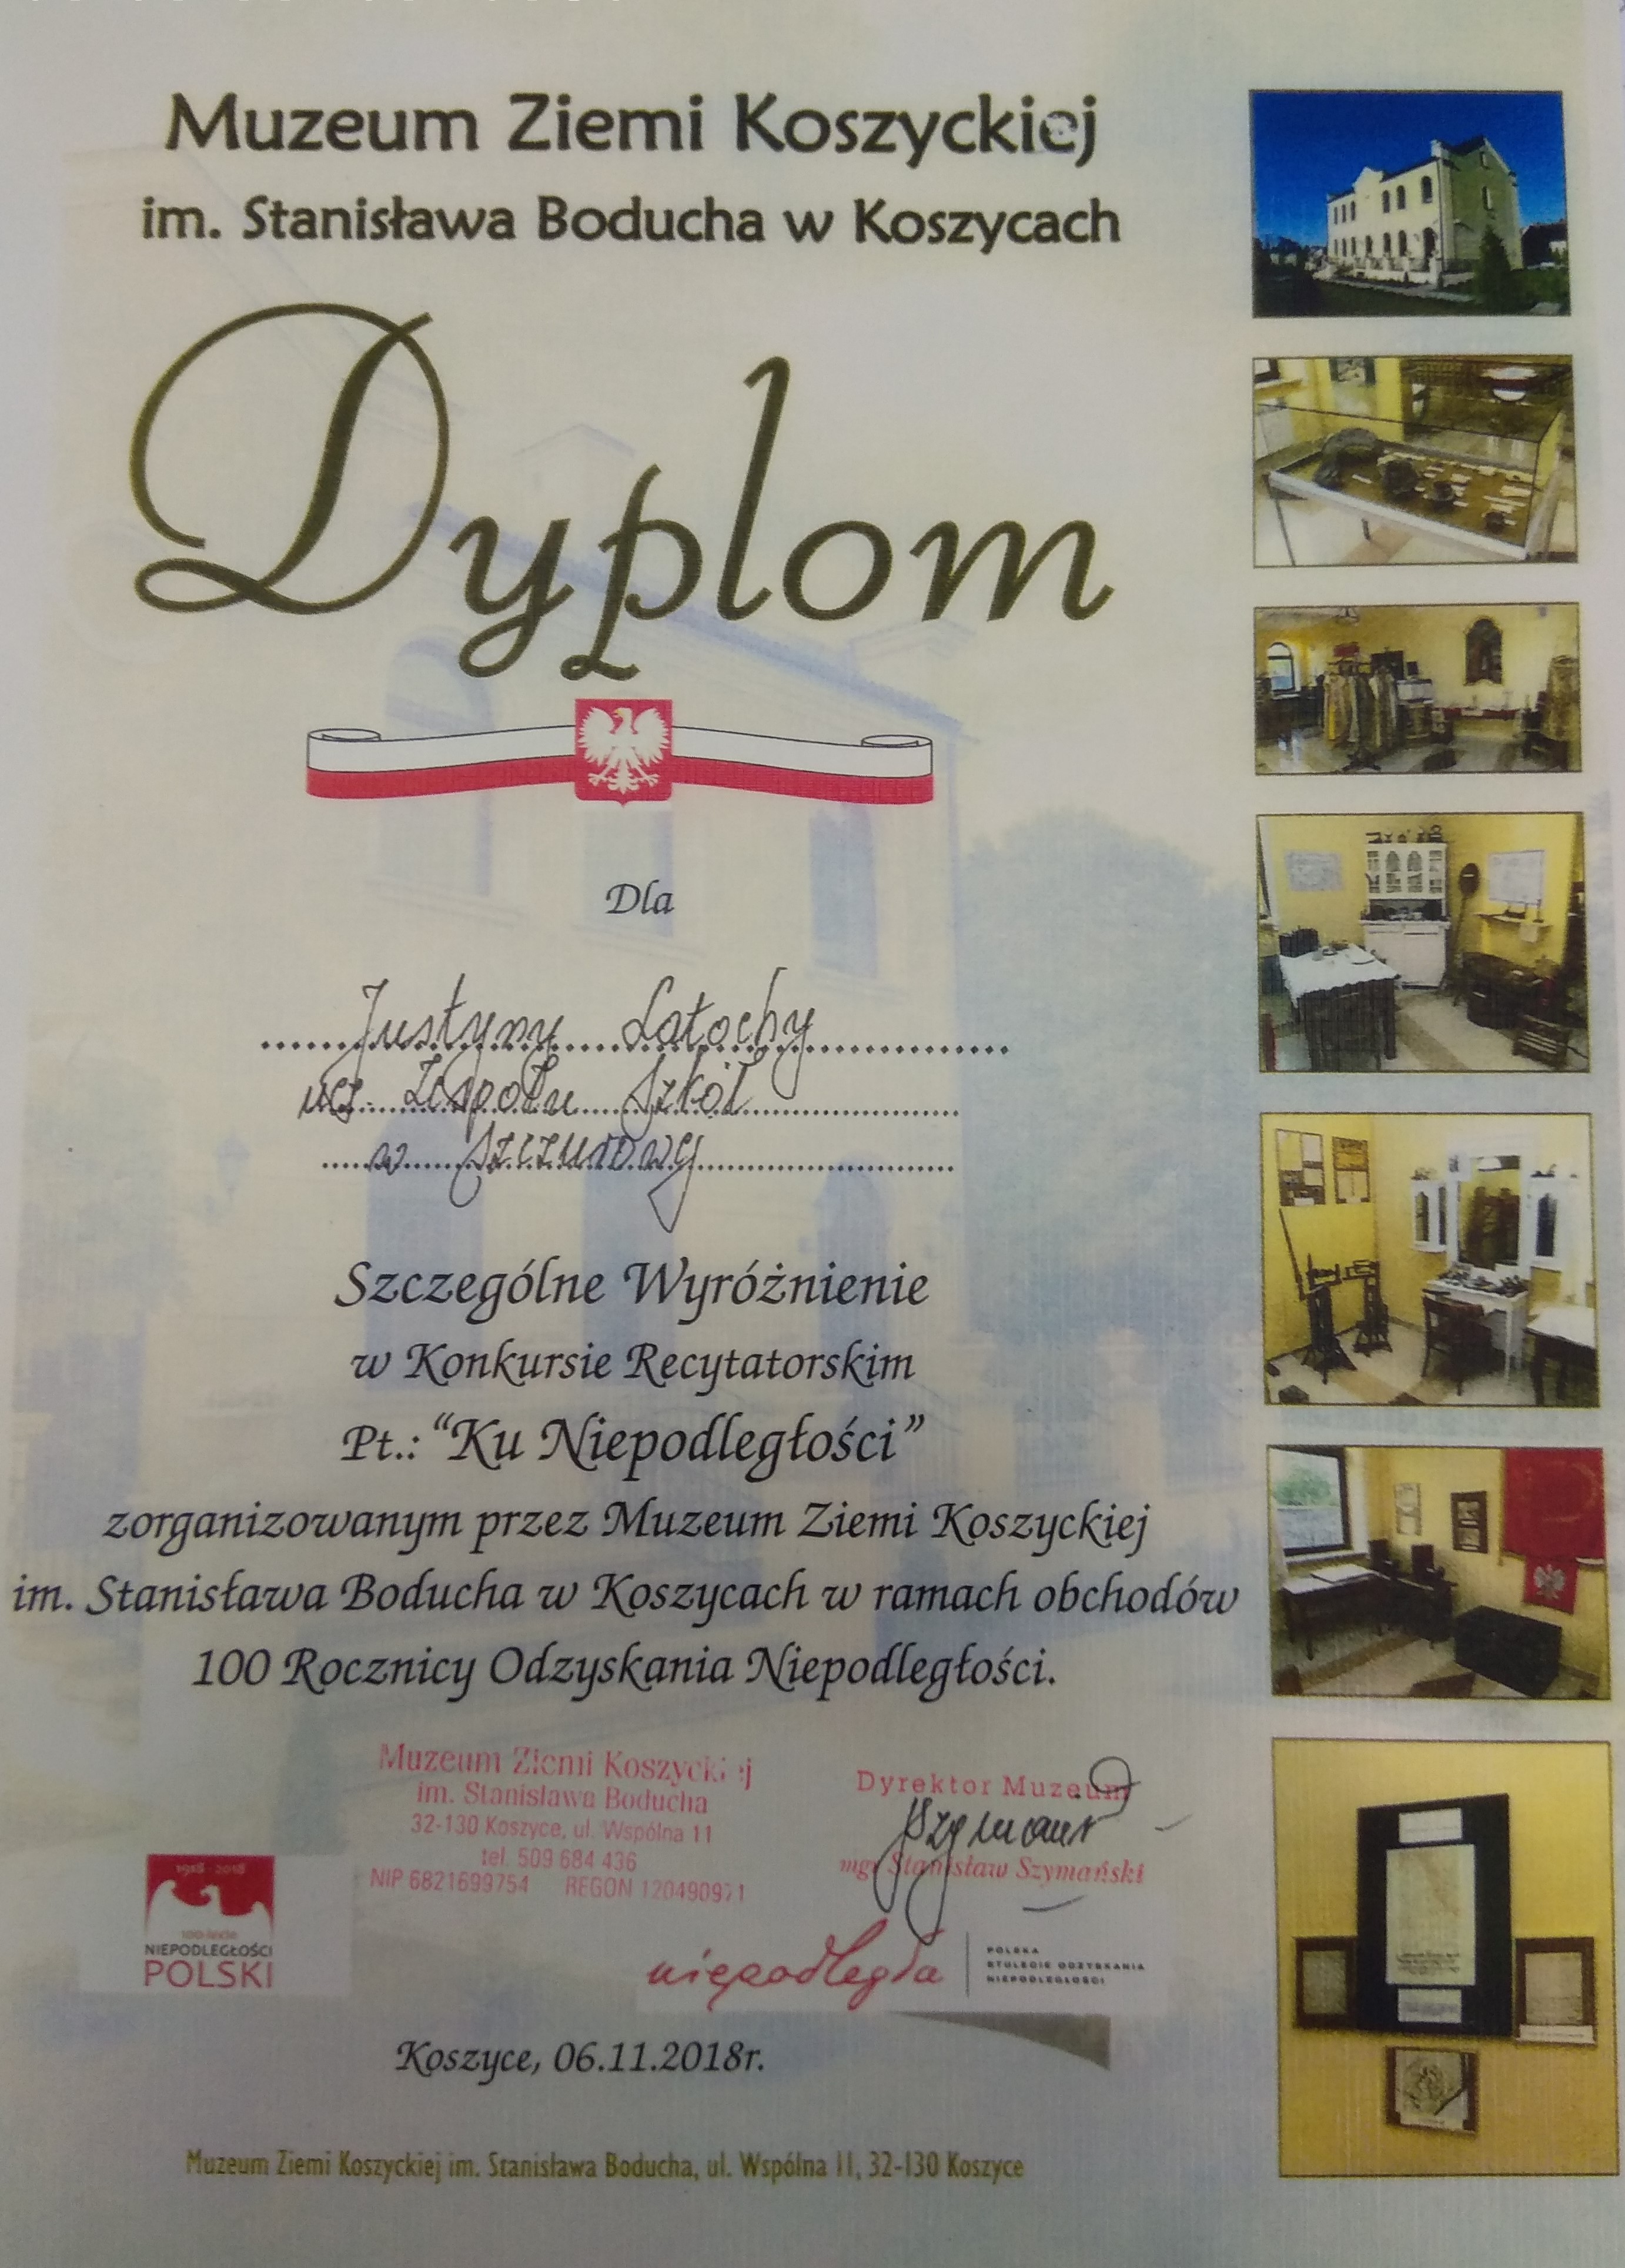 Muzeum Ziemi Koszyckiej
im. Stanisława Boducha w Koszycach
Dyplom
Dla
Justyny Latochy
ucz. Zespołu Szkół
w Szczurowej
Szczególne Wyróżnienie
w Konkursie Recytatorskim
Pt.: “Ku Niepodległości”
zorganizowanym przez Muzeum Ziemi Koszyckiej
im. Stanisława Boducha w Koszycach w ramach obchodów
100 Rocznicy Odzyskania Niepodległości.
Muzeum Ziemi Koszyckiej
im. Stanisława Boducha
32-130 Koszyce, ul. Wspólna 11
tel. 509 684 436
NIP 6821699754 REGON 120490971
Dyrektor Muzeum
mgr Stanisław Szymański
1918 - 2018
100-lecie
NIEPODLEGŁOŚCI
POLSKI
niepodległa
POLSKA
STULECIE ODZYSKANIA
NIEPODLEGŁOŚCI
Koszyce, 06.11.2018r.
Muzeum Ziemi Koszyckiej im. Stanisława Boducha, ul. Wspólna 11, 32-130 Koszyce